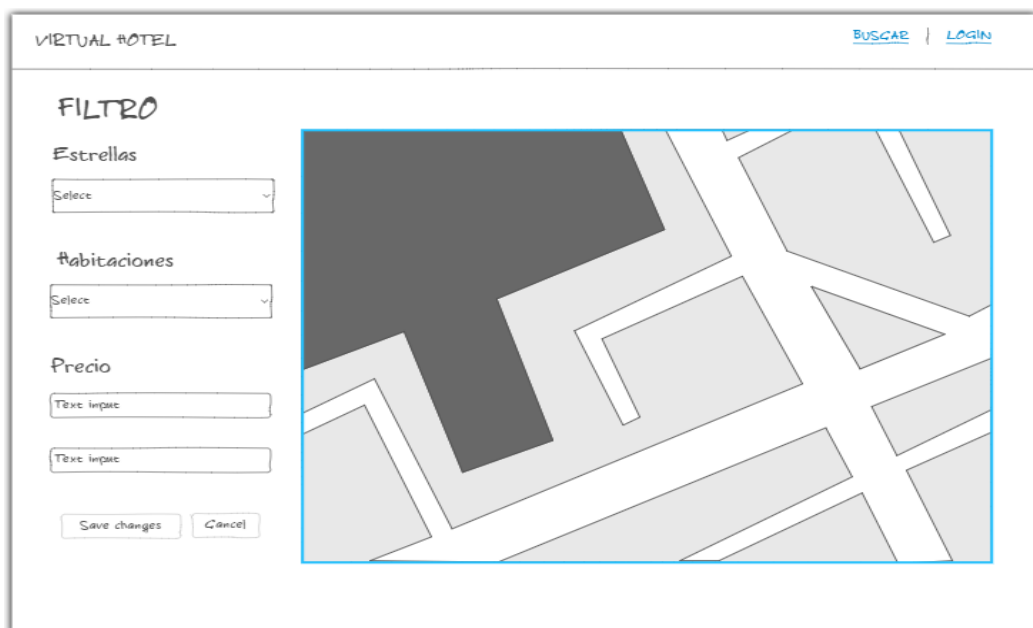 VIRTUAL HOTEL
BUSCAR | LOGIN
FILTRO
Estrellas
Select
Habitaciones
Select
Precio
Text input
Text input
Save changes Cancel